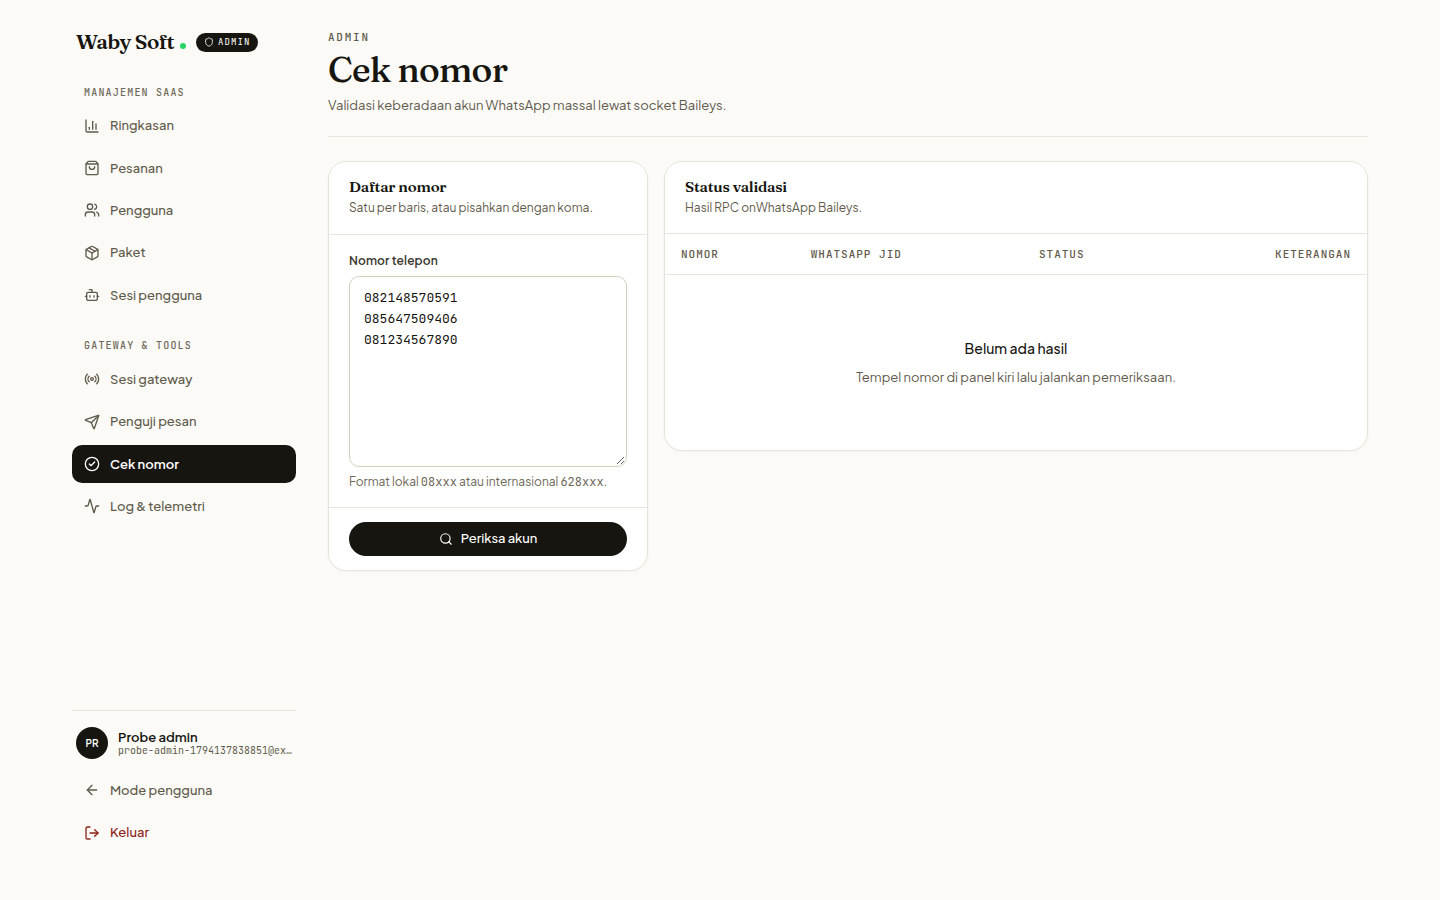 Waby Soft
ADMIN
MANAJEMEN SAAS
Ringkasan
Pesanan
Pengguna
Paket
Sesi pengguna
GATEWAY & TOOLS
Sesi gateway
Penguji pesan
Cek nomor
Log & telemetri
PR
Probe admin
probe-admin-1794137838851@ex…
Mode pengguna
Keluar
ADMIN
Cek nomor
Validasi keberadaan akun WhatsApp massal lewat socket Baileys.
Daftar nomor
Satu per baris, atau pisahkan dengan koma.
Nomor telepon
082148570591
085647509406
081234567890
Format lokal 08xxx atau internasional 628xxx.
Periksa akun
Status validasi
Hasil RPC onWhatsApp Baileys.
NOMOR WHATSAPP JID STATUS KETERANGAN
Belum ada hasil
Tempel nomor di panel kiri lalu jalankan pemeriksaan.